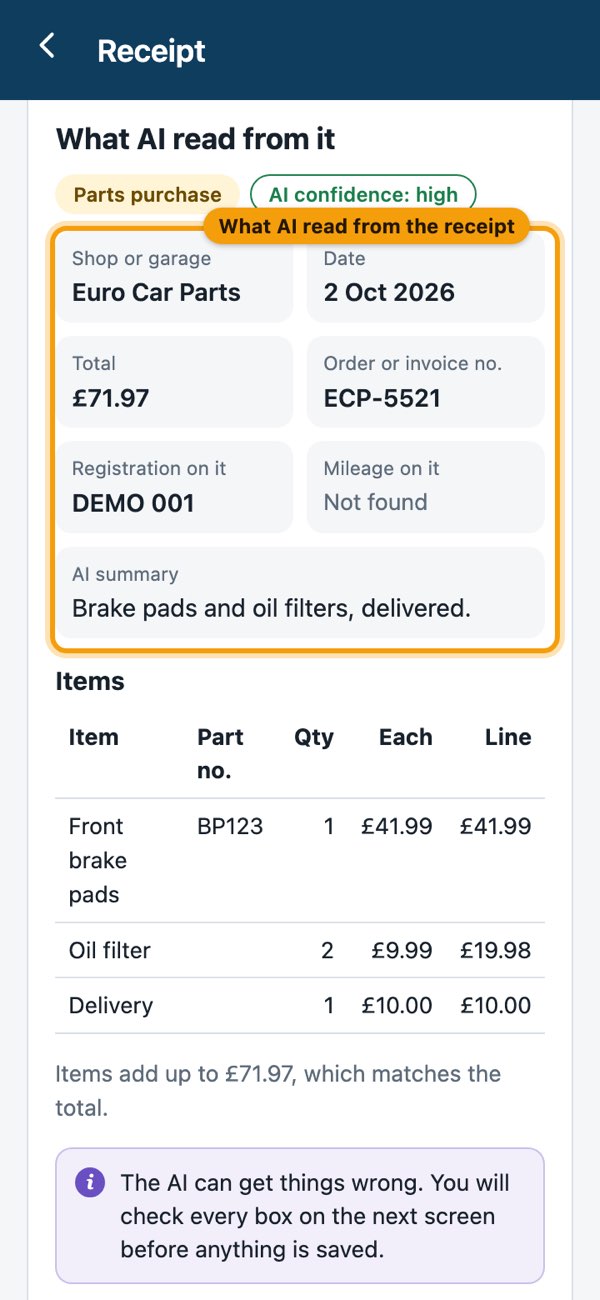 Receipt
What AI read from it
Parts purchase
AI confidence: high
What AI read from the receipt
Shop or garage
Euro Car Parts
Date
2 Oct 2026
Total
£71.97
Order or invoice no.
ECP-5521
Registration on it
DEMO 001
Mileage on it
Not found
AI summary
Brake pads and oil filters, delivered.
Items
Item Part no. Qty Each Line
Front brake pads BP123 1 £41.99 £41.99
Oil filter 2 £9.99 £19.98
Delivery 1 £10.00 £10.00
Items add up to £71.97, which matches the
total.
i
The AI can get things wrong. You will
check every box on the next screen
before anything is saved.